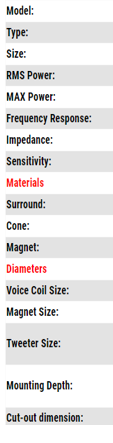 Model:
Type:
Size:
RMS Power:
MAX Power:
Frequency Response:
Impedance:
Sensitivity:
Materials
Surround:
Cone:
Magnet:
Diameters
Voice Coil Size:
Magnet Size:
Tweeter Size:
Mounting Depth:
Cut-out dimension: